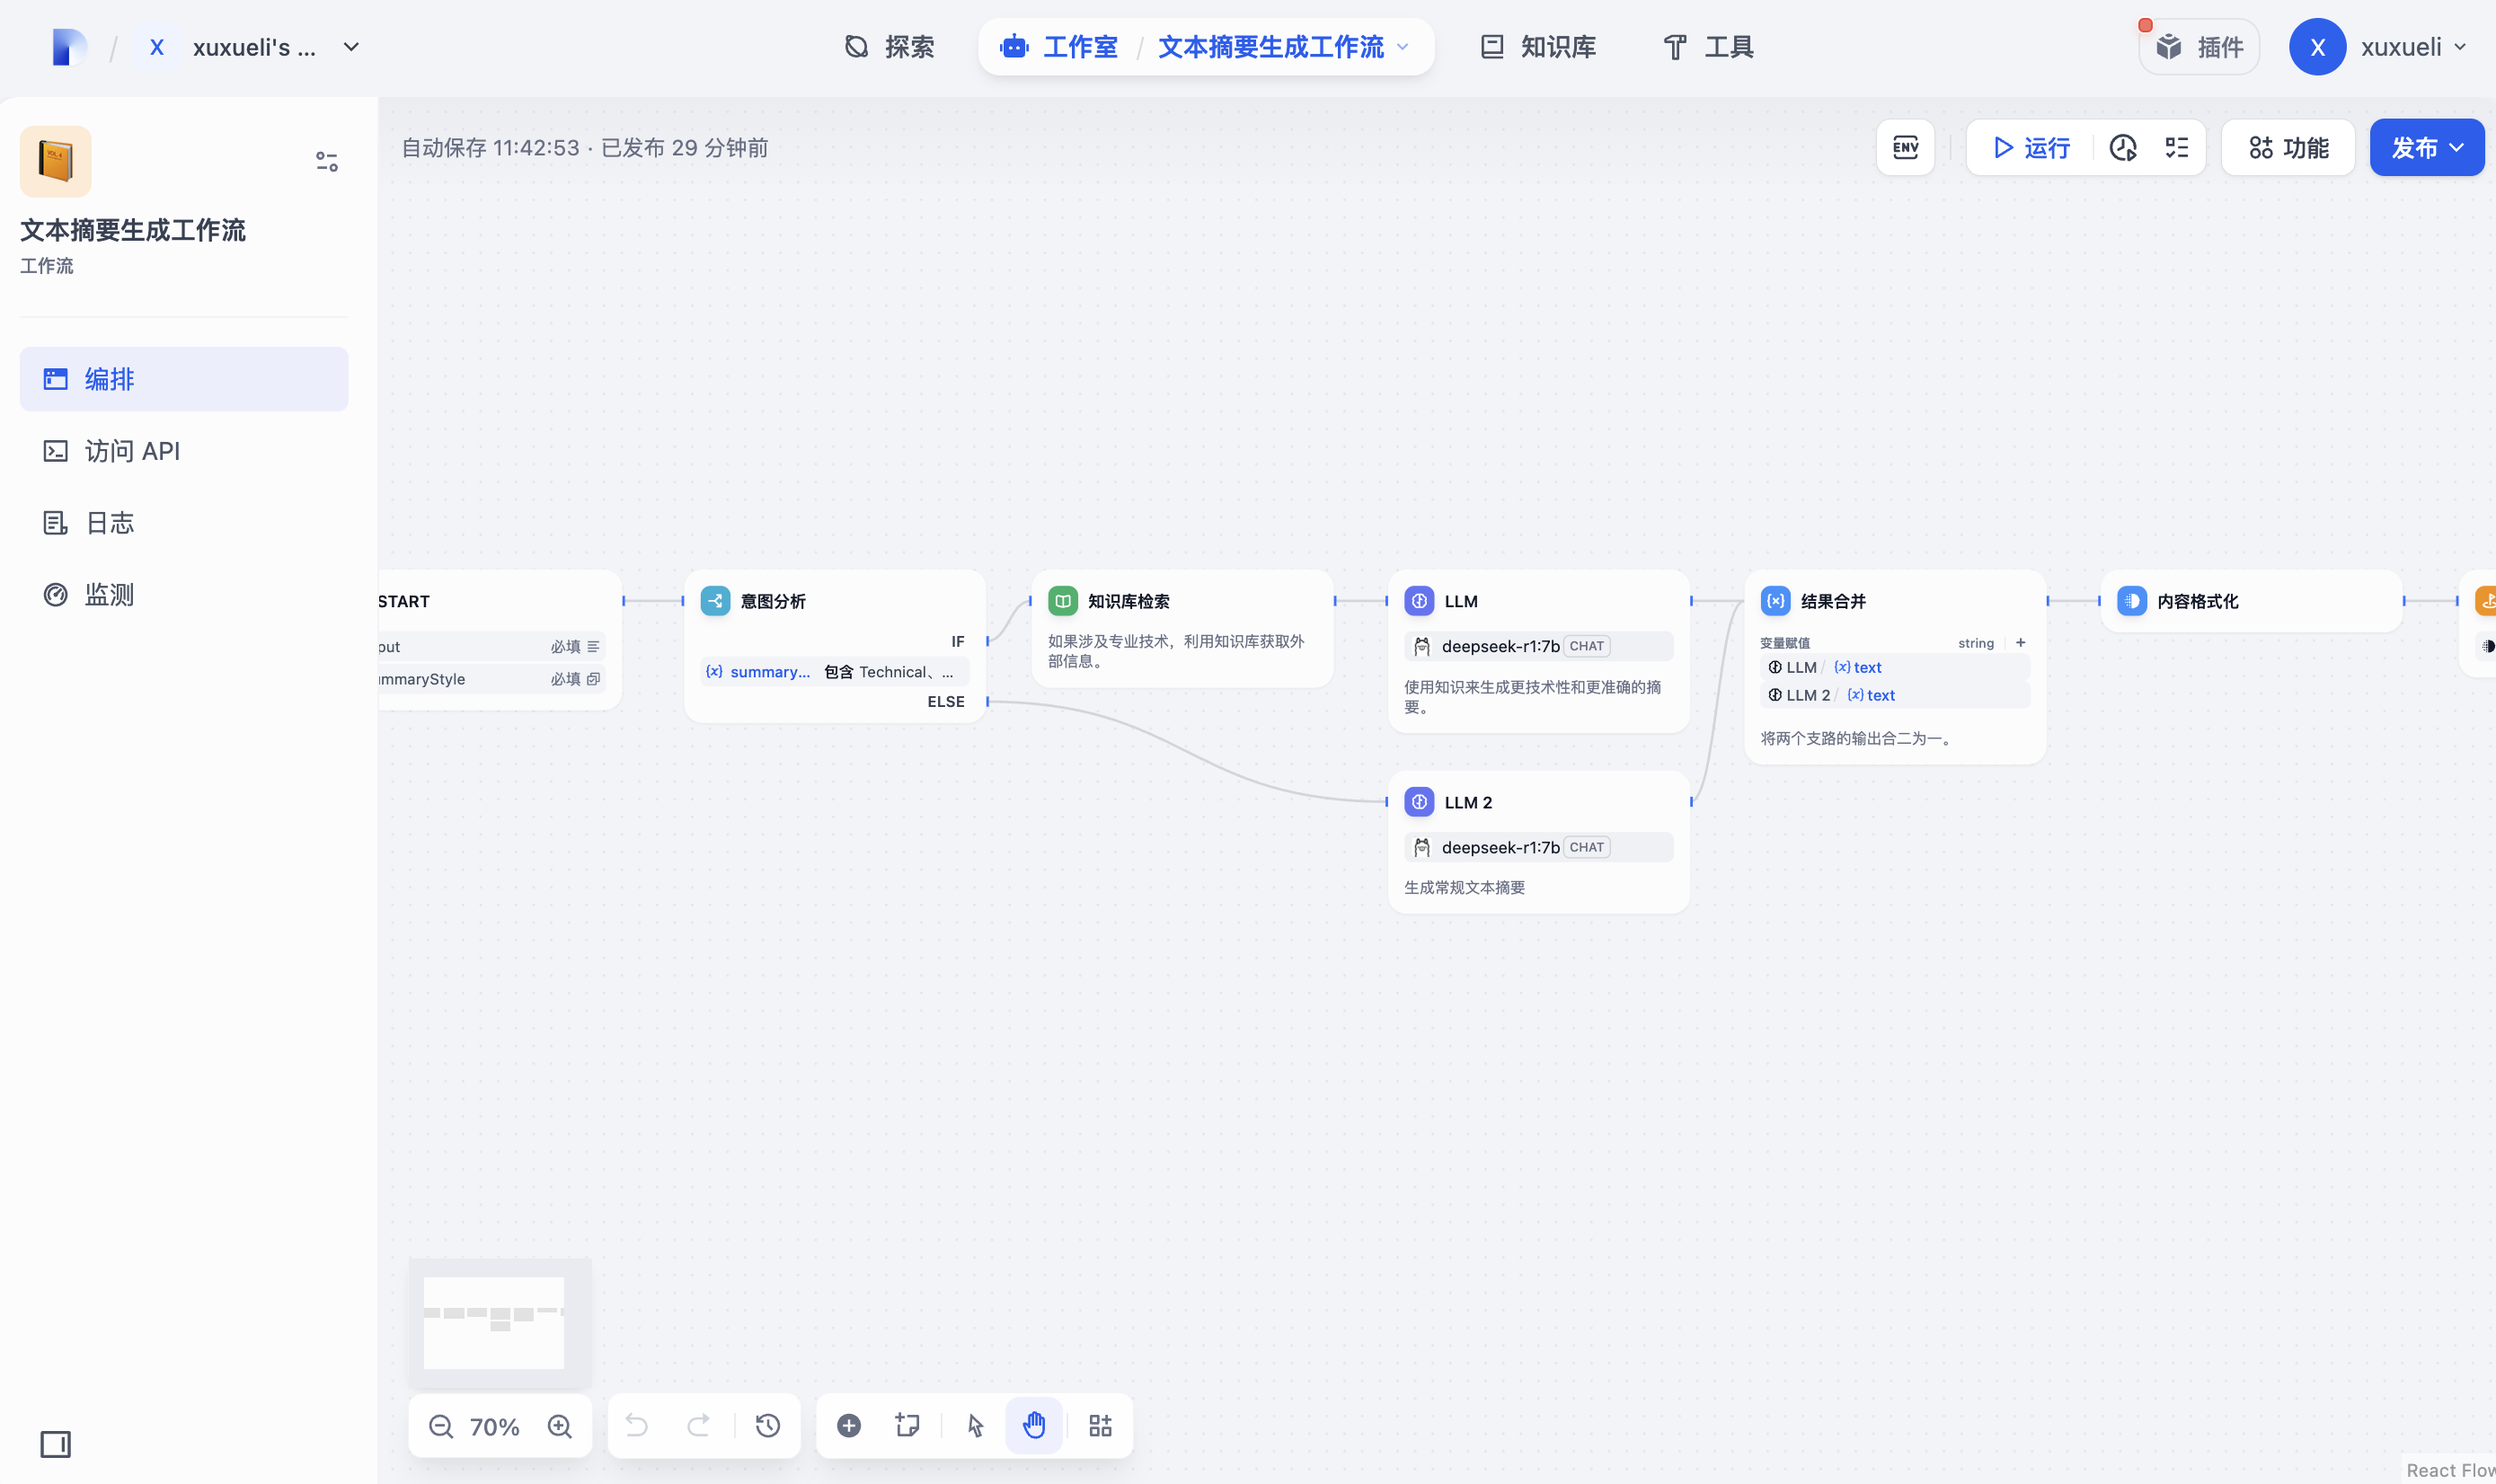 X xuxueli's ...
探索
工作室 / 文本摘要生成工作流
知识库
工具
插件
X xuxueli
VOL.4
文本摘要生成工作流
工作流
编排
访问 API
日志
监测
自动保存 11:42:53 · 已发布 29 分钟前
ENV
运行
功能
发布
START
put 必填
ummaryStyle 必填
意图分析
IF
{x} summary... 包含 Technical、...
ELSE
知识库检索
如果涉及专业技术，利用知识库获取外
部信息。
LLM
deepseek-r1:7b CHAT
使用知识来生成更技术性和更准确的摘
要。
LLM 2
deepseek-r1:7b CHAT
生成常规文本摘要
{x} 结果合并
变量赋值 string +
LLM / {x} text
LLM 2 / {x} text
将两个支路的输出合二为一。
内容格式化
70%
React Flow